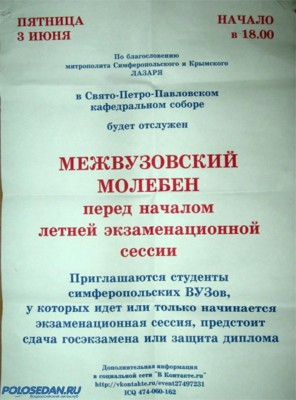 ПЯТНИЦА
3 ИЮНЯ
НАЧАЛО
в 18.00
По благословению
митрополита Симферопольского и Крымского
ЛАЗАРЯ
в Свято-Петро-Павловском
кафедральном соборе
будет отслужен
МЕЖВУЗОВСКИЙ
МОЛЕБЕН
перед началом
летней экзаменационной
сессии
Приглашаются студенты
симферопольских ВУЗов,
у которых идет или только начинается
экзаменационная сессия, предстоит
сдача госэкзамена или защита диплома
Дополнительная информация
в социальной сети "В Контакте.ru"
http://vkontakte.ru/event27497231
ICQ 474-060-162
POLOSEDAN.RU